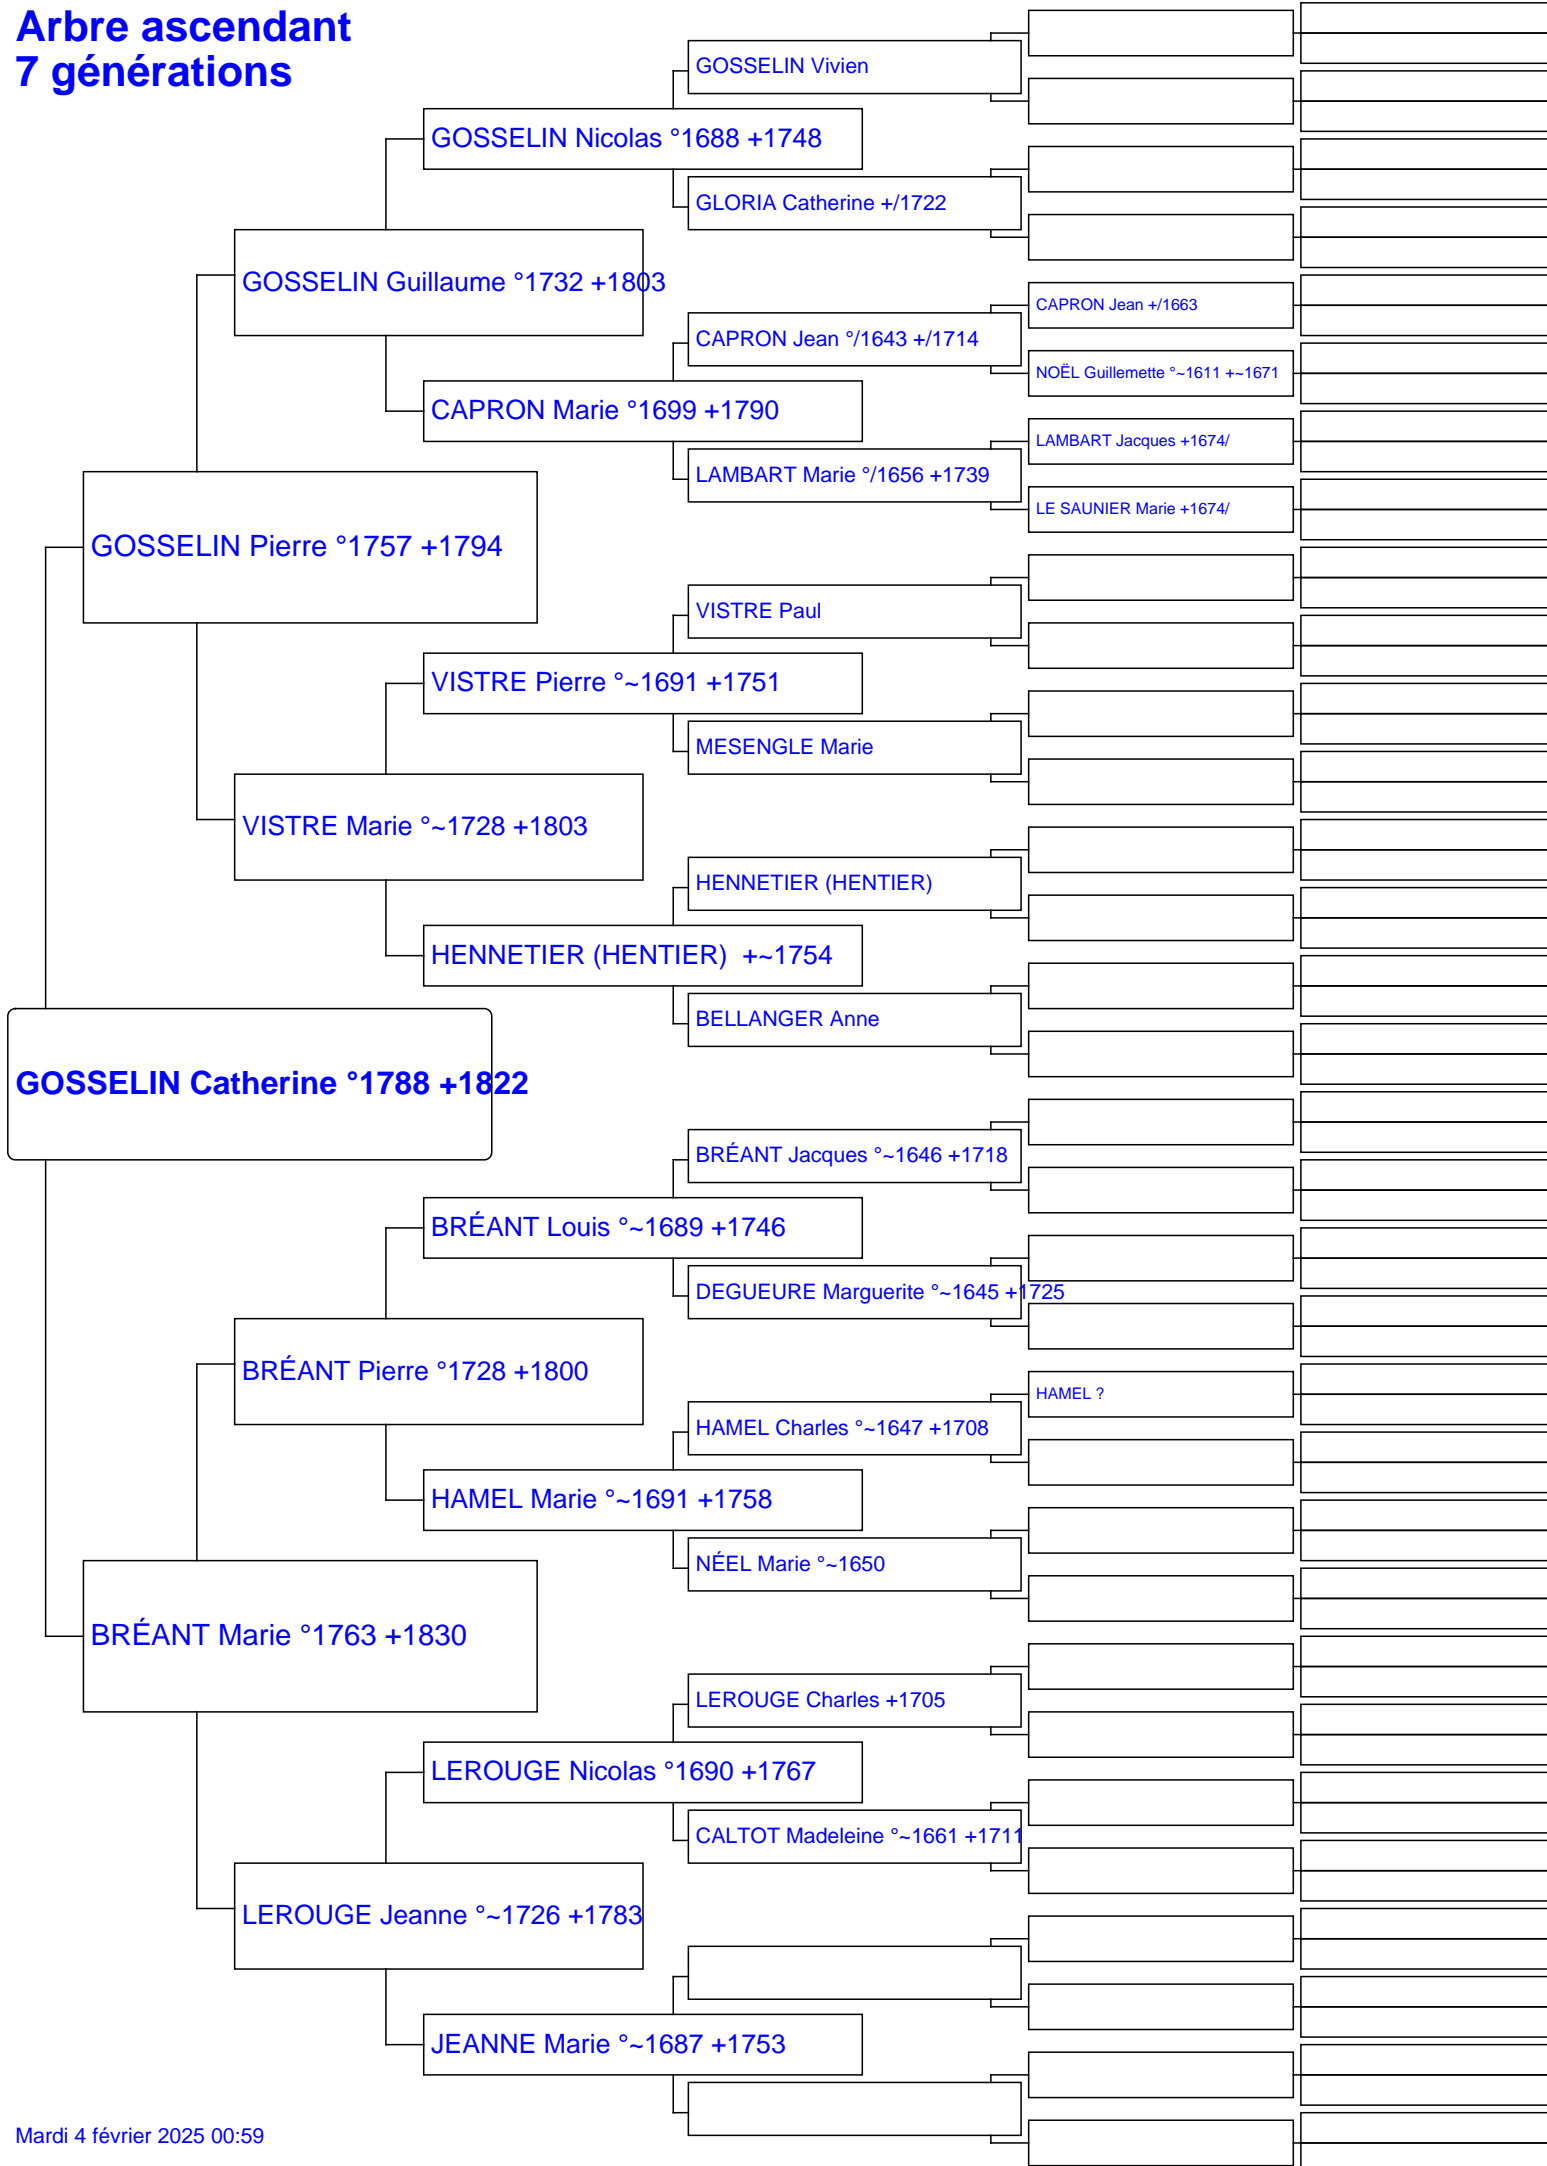 Arbre ascendant
7 générations
GOSSELIN Vivien
GOSSELIN Nicolas °1688 +1748
GLORIA Catherine +/1722
GOSSELIN Guillaume °1732 +1803
CAPRON Jean +/1663
CAPRON Jean °/1643 +/1714
NOËL Guillemette °~1611 +~1671
CAPRON Marie °1699 +1790
LAMBART Jacques +1674/
LAMBART Marie °/1656 +1739
LE SAUNIER Marie +1674/
GOSSELIN Pierre °1757 +1794
VISTRE Paul
VISTRE Pierre °~1691 +1751
MESENGLE Marie
VISTRE Marie °~1728 +1803
HENNETIER (HENTIER)
HENNETIER (HENTIER)  +~1754
BELLANGER Anne
GOSSELIN Catherine °1788 +1822
BRÉANT Jacques °~1646 +1718
BRÉANT Louis °~1689 +1746
DEGUEURE Marguerite °~1645 +1725
BRÉANT Pierre °1728 +1800
HAMEL ?
HAMEL Charles °~1647 +1708
HAMEL Marie °~1691 +1758
NÉEL Marie °~1650
BRÉANT Marie °1763 +1830
LEROUGE Charles +1705
LEROUGE Nicolas °1690 +1767
CALTOT Madeleine °~1661 +1711
LEROUGE Jeanne °~1726 +1783
JEANNE Marie °~1687 +1753
Mardi 4 février 2025 00:59